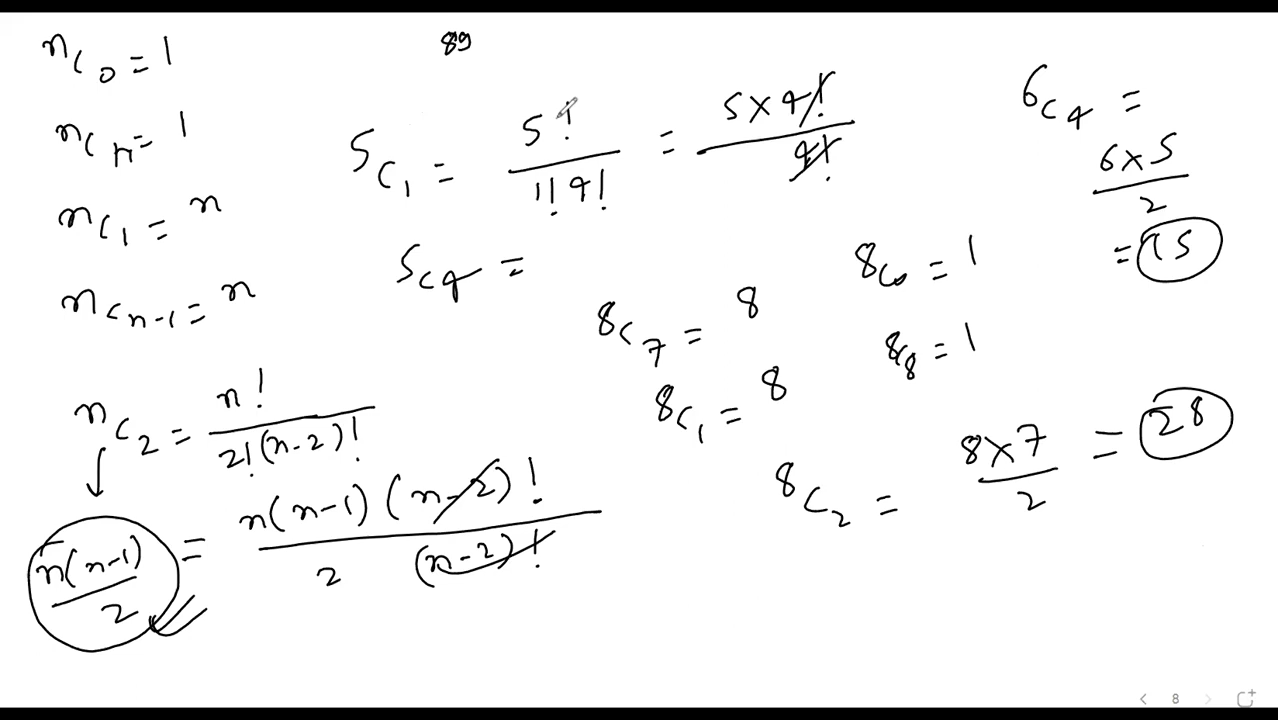 nC0 = 1
nCn = 1
nC1 = n
nCn-1 = n
nC2 = n! / 2!(n-2)!
= n(n-1)(n-2)! / 2 (n-2)!
n(n-1) / 2
89
5C1 = 5! / 1!4! = 5×4! / 4!
5C4 =
8C7 = 8
8C1 = 8
8C0 = 1
8C8 = 1
8C2 = 8×7 / 2 = 28
6C4 =
6×5 / 2
= 15
8